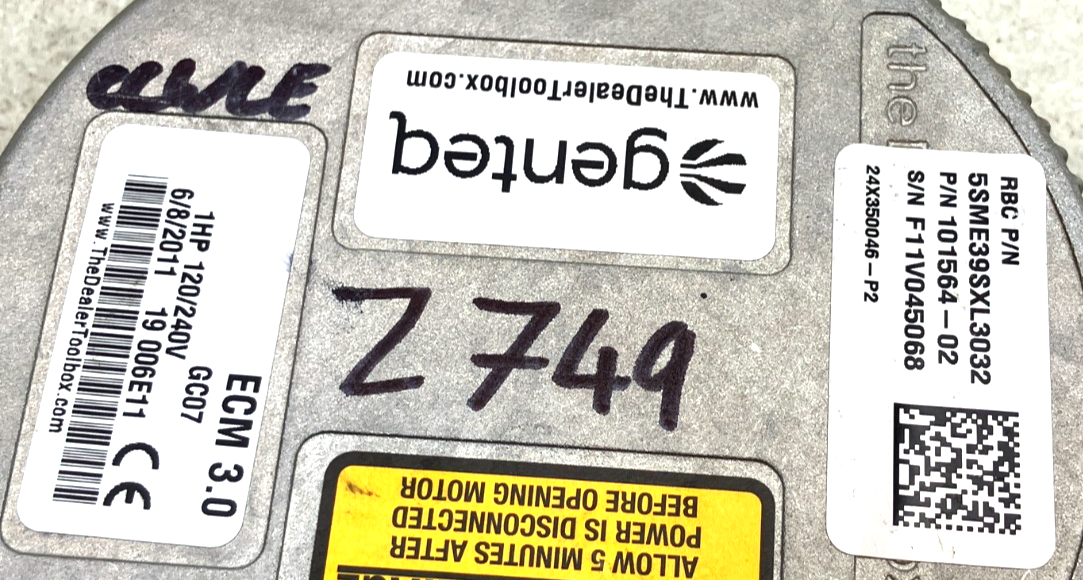 www.TheDealerToolbox.com
genteq
ECM 3.0
1HP 120/240V GC07
6/8/2011 19 006E11
CE
www.TheDealerToolbox.com
the
RBC P/N
5SME39SXL3032
P/N 101564-02
S/N F11V045068
24X350046-P2
Z 749
ALLOW 5 MINUTES AFTER
POWER IS DISCONNECTED
BEFORE OPENING MOTOR